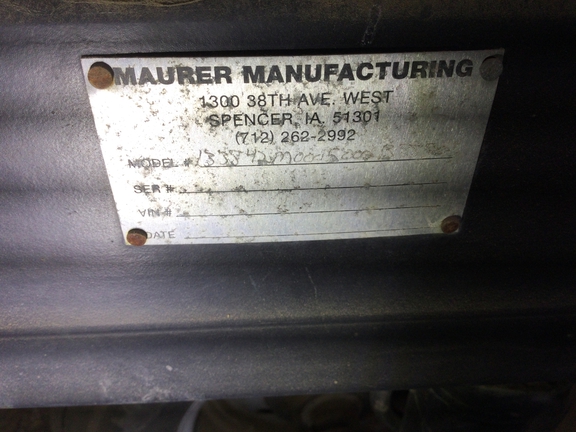 MAURER MANUFACTURING
1300 38TH AVE. WEST
SPENCER, IA. 51301
(712) 262-2992
MODEL #
SER #
VIN #
DATE